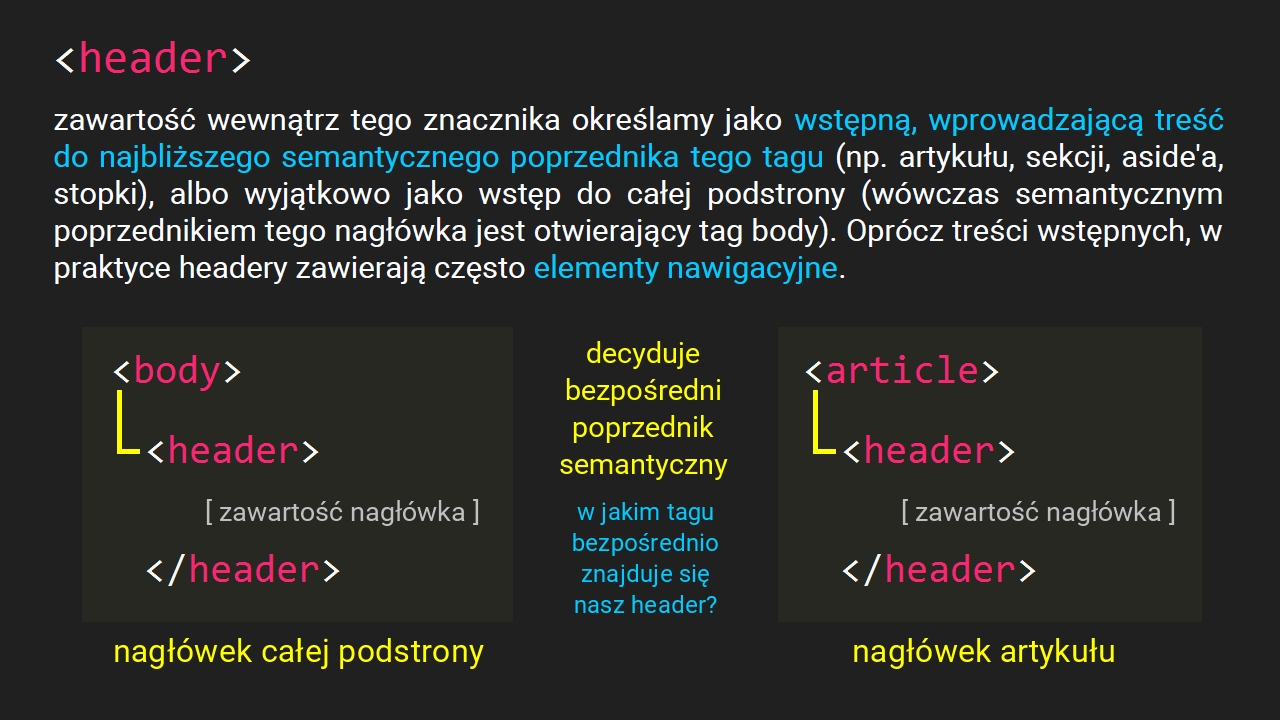 <header>
zawartość wewnątrz tego znacznika określamy jako wstępną, wprowadzającą treść
do najbliższego semantycznego poprzednika tego tagu (np. artykułu, sekcji, aside'a,
stopki), albo wyjątkowo jako wstęp do całej podstrony (wówczas semantycznym
poprzednikiem tego nagłówka jest otwierający tag body). Oprócz treści wstępnych, w
praktyce headery zawierają często elementy nawigacyjne.
<body>
<header>
[ zawartość nagłówka ]
</header>
nagłówek całej podstrony
decyduje
bezpośredni
poprzednik
semantyczny
w jakim tagu
bezpośrednio
znajduje się
nasz header?
<article>
<header>
[ zawartość nagłówka ]
</header>
nagłówek artykułu